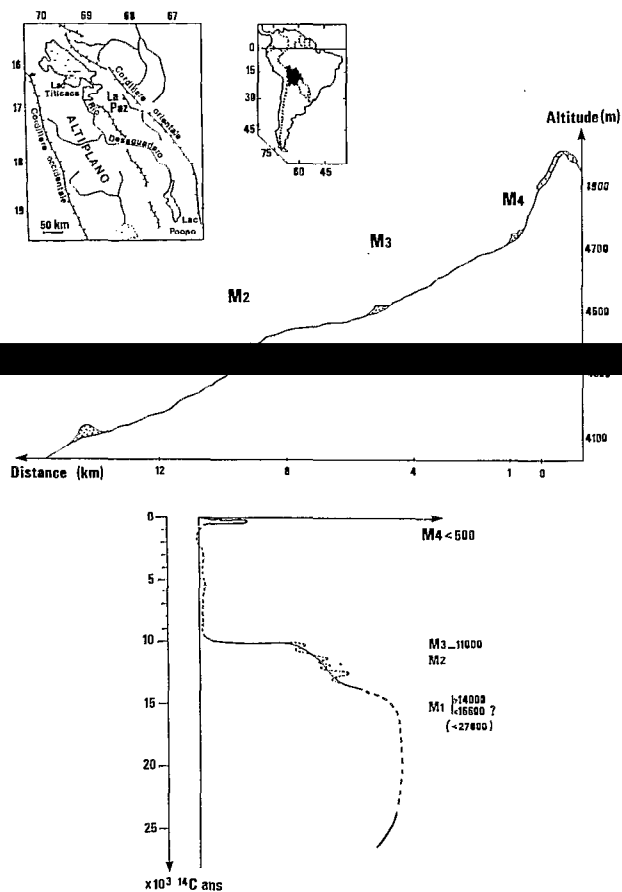 70 69 68 67
16
17
18
19
Lac
Titicaca
La
Paz
Rio
Desaguadero
ALTIPLANO
Cordillère orientale
Cordillère occidentale
Lac
Poopo
50 km
0
15
30
45
75 60 45
Altitude (m)
M4
M3
M2
4700
4500
4100
Distance (km) 12 8 4 1 0
0
5
10
15
20
25
M4 < 500
M3_11000
M2
M1 >14000
<16600 ?
(<27600)
x10³ ¹⁴C ans